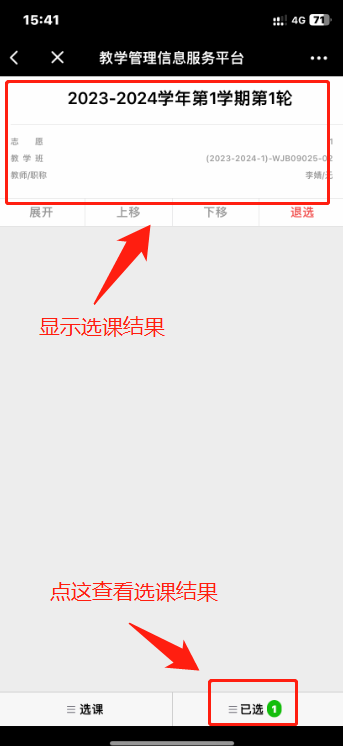 15:41 4G 71
教学管理信息服务平台
2023-2024学年第1学期第1轮
志 愿 1
教 学 班 (2023-2024-1)-WJB09025-02
教师/职称 李婧/无
展开 上移 下移 退选
显示选课结果
点这查看选课结果
选课 已选 1